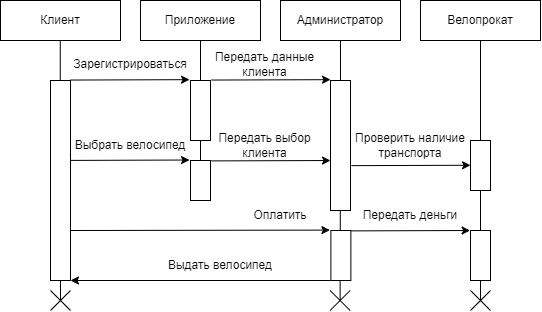 Клиент
Приложение
Администратор
Велопрокат
Зарегистрироваться
Передать данные
клиента
Выбрать велосипед
Передать выбор
клиента
Проверить наличие
транспорта
Оплатить
Передать деньги
Выдать велосипед